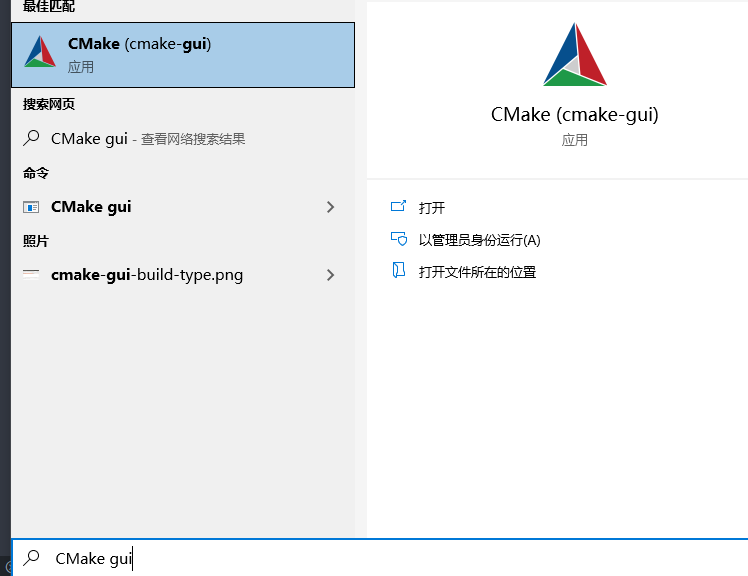 最佳匹配
CMake (cmake-gui)
应用
搜索网页
CMake gui - 查看网络搜索结果
命令
CMake gui
照片
cmake-gui-build-type.png
CMake (cmake-gui)
应用
打开
以管理员身份运行(A)
打开文件所在的位置
CMake gui